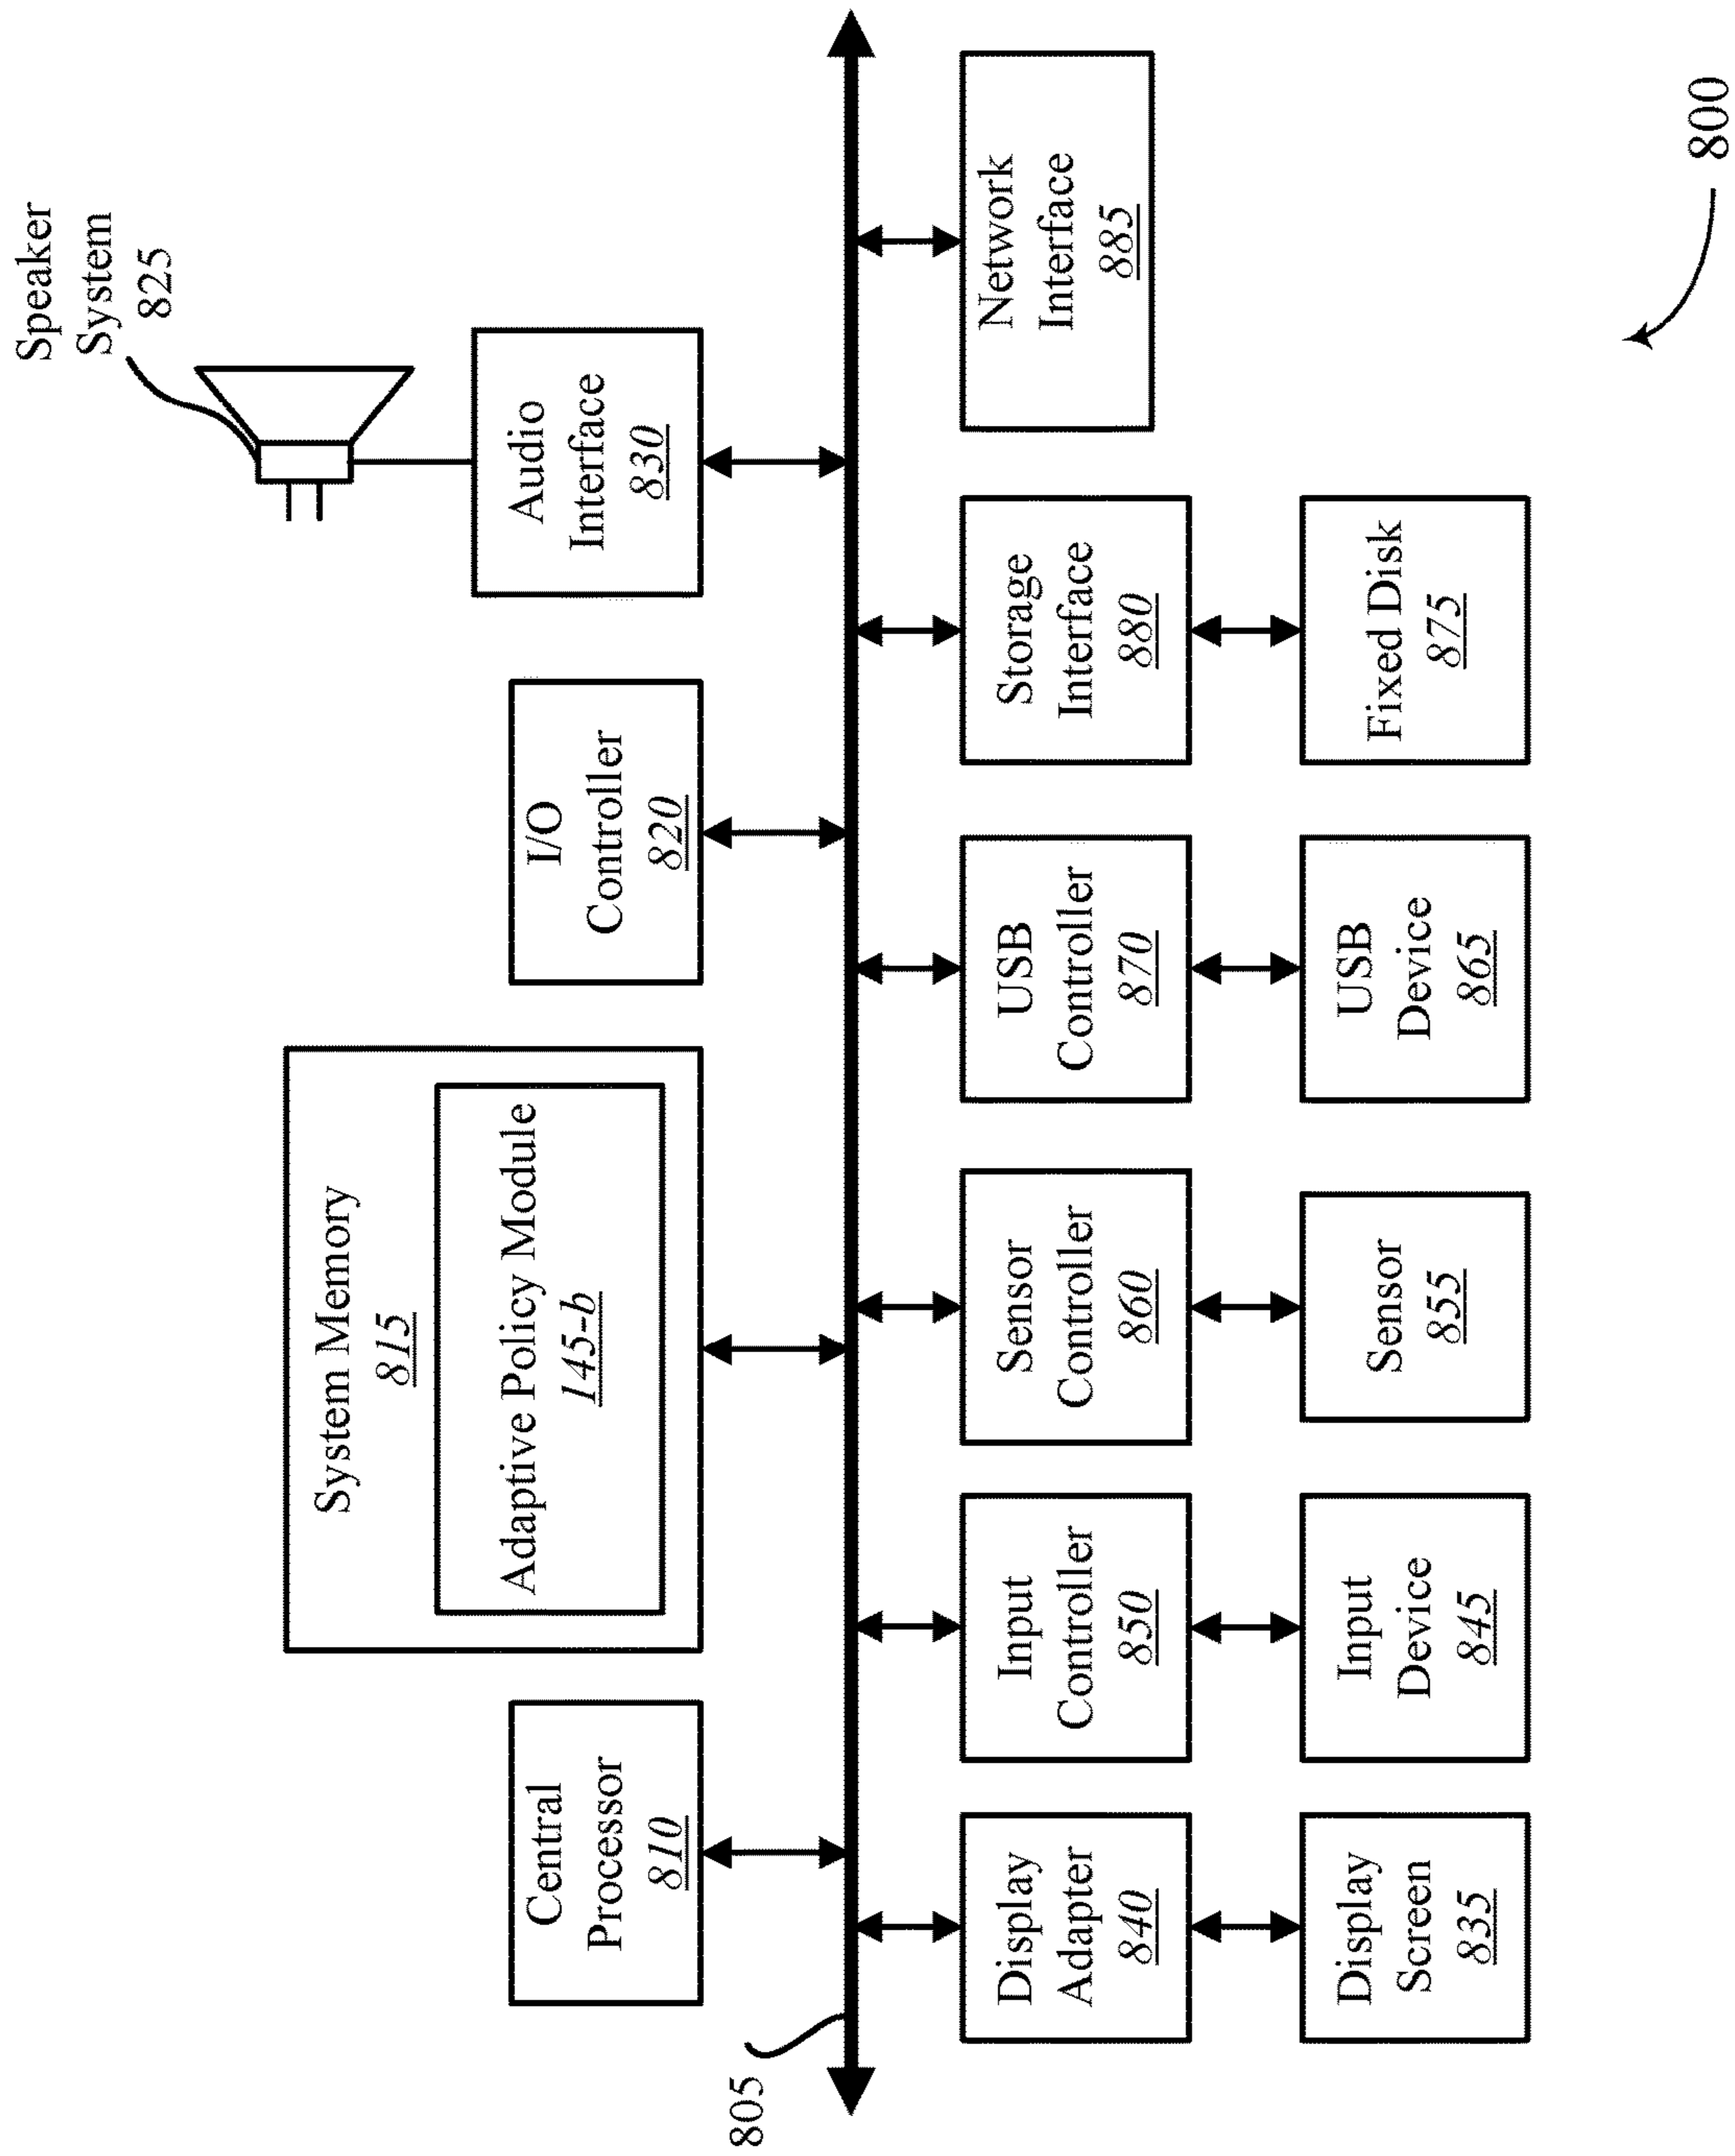 Speaker
System
825
Central
Processor
810
System Memory
815
Adaptive Policy Module
145-b
I/O
Controller
820
Audio
Interface
830
805
Display
Adapter
840
Input
Controller
850
Sensor
Controller
860
USB
Controller
870
Storage
Interface
880
Network
Interface
885
Display
Screen
835
Input
Device
845
Sensor
855
USB
Device
865
Fixed Disk
875
800